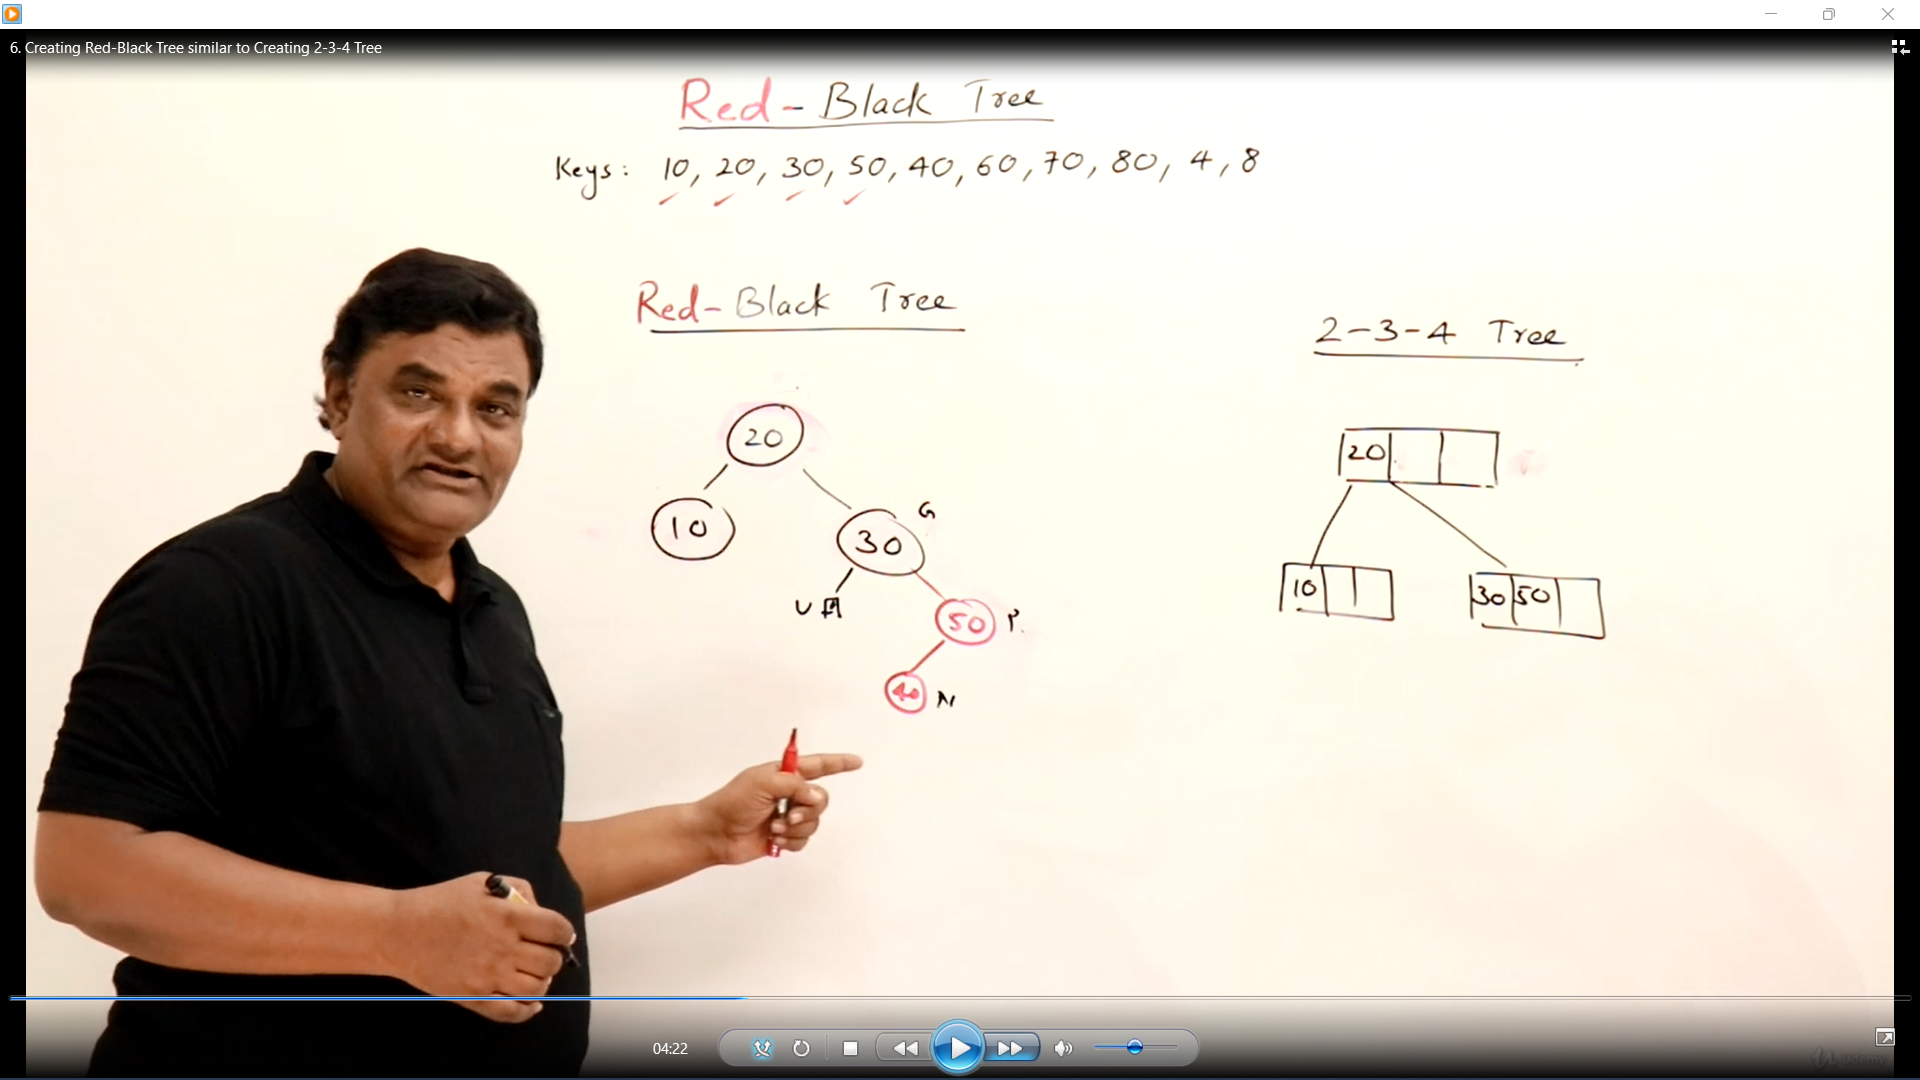 6. Creating Red-Black Tree similar to Creating 2-3-4 Tree
Red - Black Tree
Keys: 10, 20, 30, 50, 40, 60, 70, 80, 4, 8
Red- Black Tree
2-3-4 Tree
20
20
G
10
30
10
30 50
U
50 P.
40 N
04:22
udemy